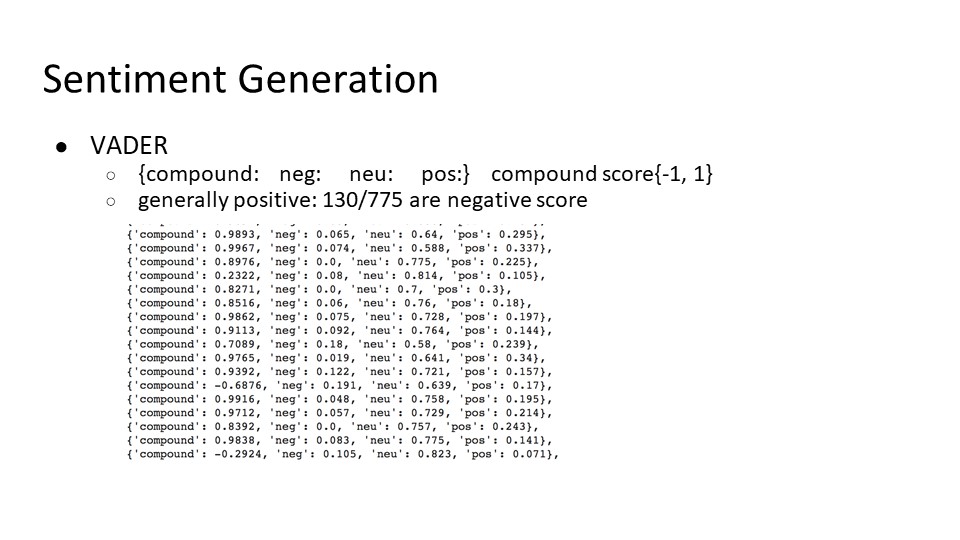 Sentiment Generation
● VADER
○ {compound: neg: neu: pos:} compound score{-1, 1}
○ generally positive: 130/775 are negative score
{'compound': 0.9893, 'neg': 0.065, 'neu': 0.64, 'pos': 0.295},
{'compound': 0.9967, 'neg': 0.074, 'neu': 0.588, 'pos': 0.337},
{'compound': 0.8976, 'neg': 0.0, 'neu': 0.775, 'pos': 0.225},
{'compound': 0.2322, 'neg': 0.08, 'neu': 0.814, 'pos': 0.105},
{'compound': 0.8271, 'neg': 0.0, 'neu': 0.7, 'pos': 0.3},
{'compound': 0.8516, 'neg': 0.06, 'neu': 0.76, 'pos': 0.18},
{'compound': 0.9862, 'neg': 0.075, 'neu': 0.728, 'pos': 0.197},
{'compound': 0.9113, 'neg': 0.092, 'neu': 0.764, 'pos': 0.144},
{'compound': 0.7089, 'neg': 0.18, 'neu': 0.58, 'pos': 0.239},
{'compound': 0.9765, 'neg': 0.019, 'neu': 0.641, 'pos': 0.34},
{'compound': 0.9392, 'neg': 0.122, 'neu': 0.721, 'pos': 0.157},
{'compound': -0.6876, 'neg': 0.191, 'neu': 0.639, 'pos': 0.17},
{'compound': 0.9916, 'neg': 0.048, 'neu': 0.758, 'pos': 0.195},
{'compound': 0.9712, 'neg': 0.057, 'neu': 0.729, 'pos': 0.214},
{'compound': 0.8392, 'neg': 0.0, 'neu': 0.757, 'pos': 0.243},
{'compound': 0.9838, 'neg': 0.083, 'neu': 0.775, 'pos': 0.141},
{'compound': -0.2924, 'neg': 0.105, 'neu': 0.823, 'pos': 0.071},